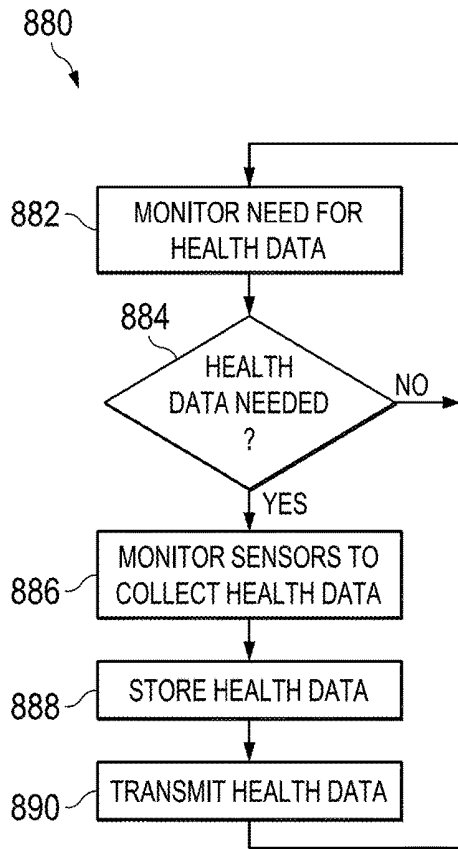 880
882
MONITOR NEED FOR
HEALTH DATA
884
HEALTH
DATA NEEDED
?
NO
YES
886
MONITOR SENSORS TO
COLLECT HEALTH DATA
888
STORE HEALTH DATA
890
TRANSMIT HEALTH DATA